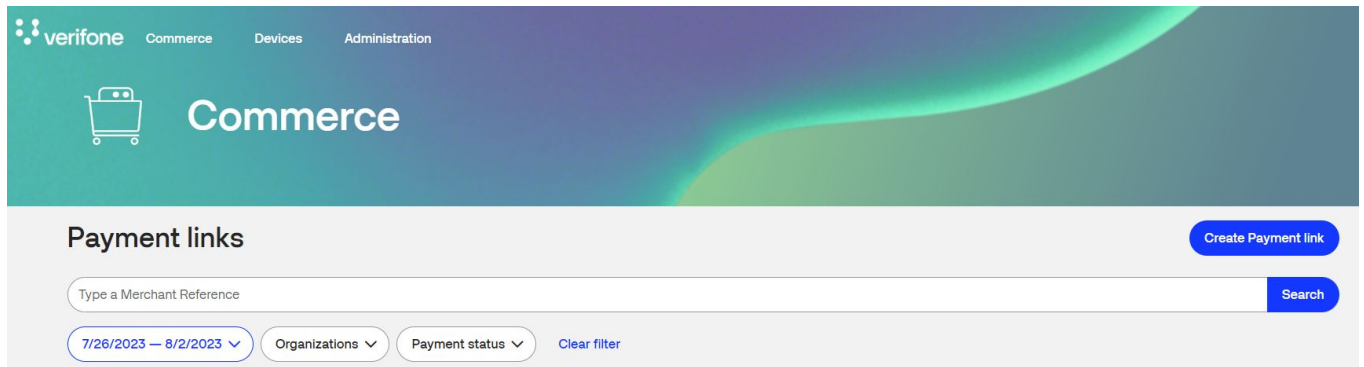 verifone Commerce Devices Administration
Commerce
Payment links
Create Payment link
Type a Merchant Reference
Search
7/26/2023 — 8/2/2023 Organizations Payment status Clear filter